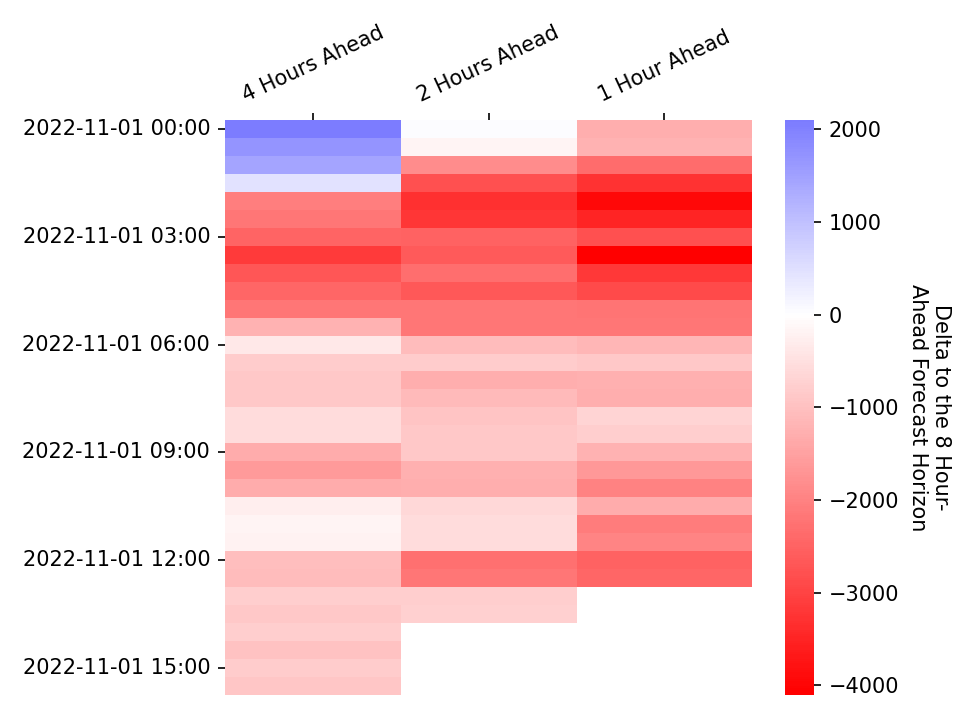 4 Hours Ahead
2 Hours Ahead
1 Hour Ahead
2022-11-01 00:00
2022-11-01 03:00
2022-11-01 06:00
2022-11-01 09:00
2022-11-01 12:00
2022-11-01 15:00
2000
1000
0
−1000
−2000
−3000
−4000
Delta to the 8 Hour-
Ahead Forecast Horizon